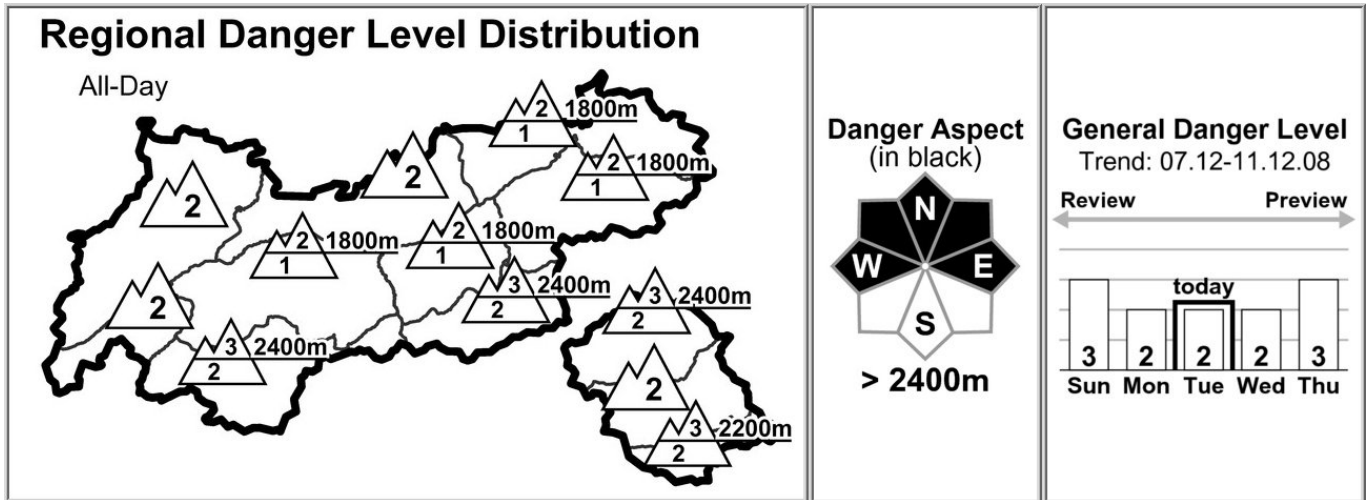 Regional Danger Level Distribution
All-Day
2 1800m
1
2
2 1800m
1
2
2 1800m
1
2 1800m
1
2
3 2400m
2
3 2400m
2
3 2400m
2
2
3 2200m
2
Danger Aspect
(in black)
N
W E
S
> 2400m
General Danger Level
Trend: 07.12-11.12.08
Review Preview
today
3 2 2 2 3
Sun Mon Tue Wed Thu